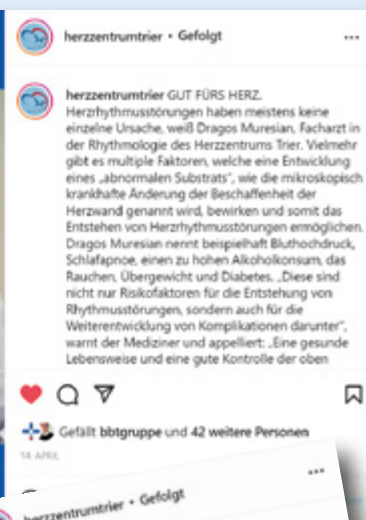 herzzentrumtrier • Gefolgt
herzzentrumtrier GUT FÜRS HERZ.
Herzrhythmusstörungen haben meistens keine
einzelne Ursache, weiß Dragos Muresian, Facharzt in
der Rhythmologie des Herzzentrums Trier. Vielmehr
gibt es multiple Faktoren, welche eine Entwicklung
eines „abnormalen Substrats“, wie die mikroskopisch
krankhafte Änderung der Beschaffenheit der
Herzwand genannt wird, bewirken und somit das
Entstehen von Herzrhythmusstörungen ermöglichen.
Dragos Muresian nennt beispielhaft Bluthochdruck,
Schlafapnoe, einen zu hohen Alkoholkonsum, das
Rauchen, Übergewicht und Diabetes. „Diese sind
nicht nur Risikofaktoren für die Entstehung von
Rhythmusstörungen, sondern auch für die
Weiterentwicklung von Komplikationen darunter“,
warnt der Mediziner und appelliert: „Eine gesunde
Lebensweise und eine gute Kontrolle der oben
Gefällt bbtgruppe und 42 weitere Personen
14. APRIL
herzzentrumtrier • Gefolgt